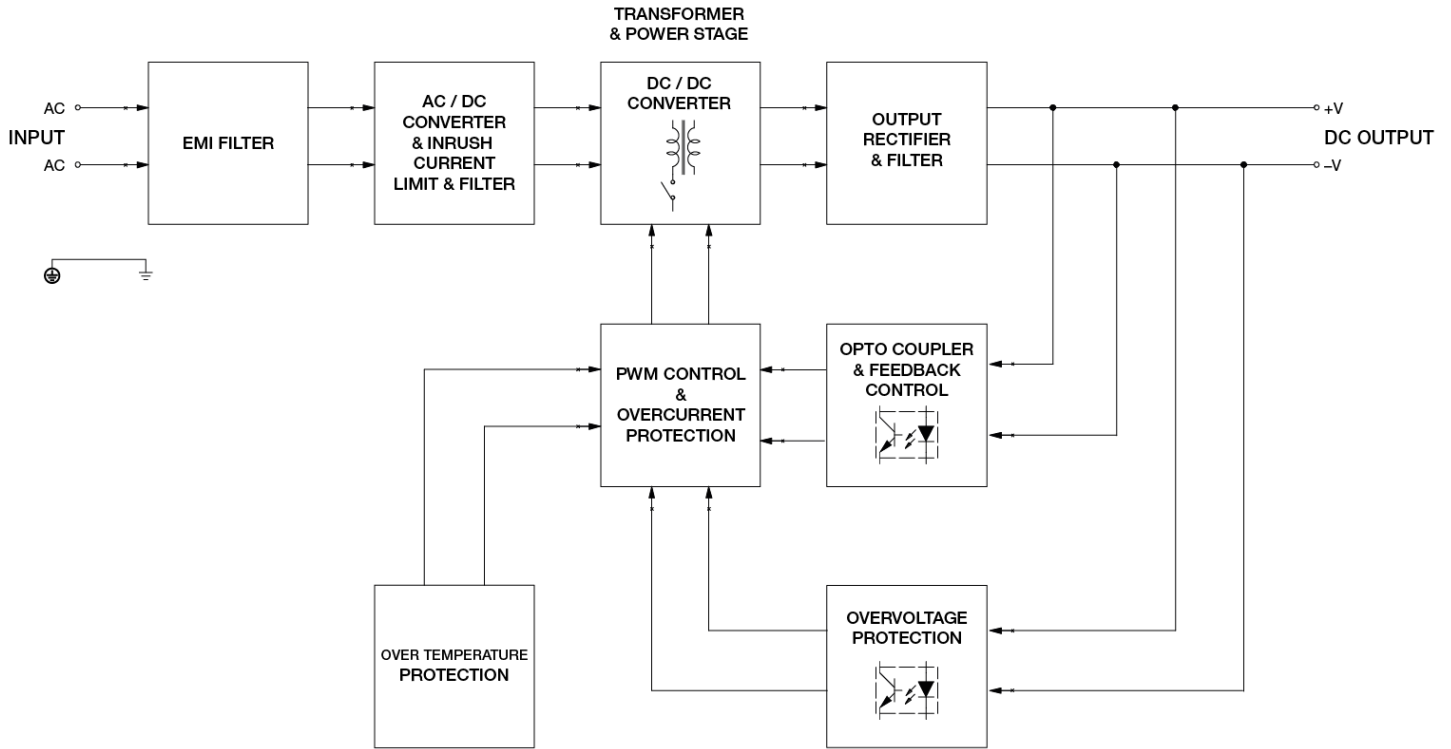 TRANSFORMER
& POWER STAGE
AC
INPUT
AC
EMI FILTER
AC / DC
CONVERTER
& INRUSH
CURRENT
LIMIT & FILTER
DC / DC
CONVERTER
OUTPUT
RECTIFIER
& FILTER
+V
DC OUTPUT
–V
PWM CONTROL
&
OVERCURRENT
PROTECTION
OPTO COUPLER
& FEEDBACK
CONTROL
OVER TEMPERATURE
PROTECTION
OVERVOLTAGE
PROTECTION